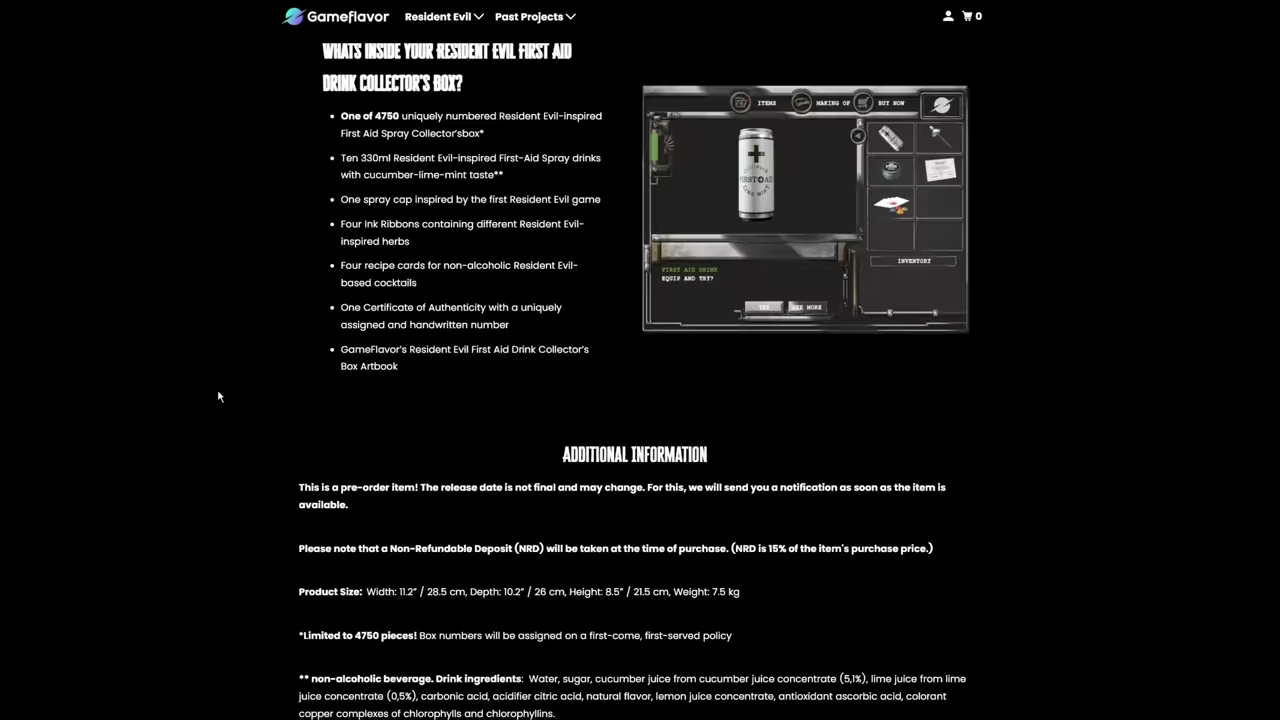 Gameflavor Resident Evil Past Projects 0
WHATS INSIDE YOUR RESIDENT EVIL FIRST AID
DRINK COLLECTOR'S BOX?
One of 4750 uniquely numbered Resident Evil-inspired
First Aid Spray Collector'sbox*
Ten 330ml Resident Evil-inspired First-Aid Spray drinks
with cucumber-lime-mint taste**
One spray cap inspired by the first Resident Evil game
Four Ink Ribbons containing different Resident Evil-
inspired herbs
Four recipe cards for non-alcoholic Resident Evil-
based cocktails
One Certificate of Authenticity with a uniquely
assigned and handwritten number
GameFlavor's Resident Evil First Aid Drink Collector's
Box Artbook
ITEMS MAKING OF BUY NOW
FIRST AID
INVENTORY
FIRST AID DRINK
EQUIP AND TRY?
YES SEE MORE
ADDITIONAL INFORMATION
This is a pre-order item! The release date is not final and may change. For this, we will send you a notification as soon as the item is
available.
Please note that a Non-Refundable Deposit (NRD) will be taken at the time of purchase. (NRD is 15% of the item's purchase price.)
Product Size: Width: 11.2” / 28.5 cm, Depth: 10.2” / 26 cm, Height: 8.5” / 21.5 cm, Weight: 7.5 kg
*Limited to 4750 pieces! Box numbers will be assigned on a first-come, first-served policy
** non-alcoholic beverage. Drink ingredients: Water, sugar, cucumber juice from cucumber juice concentrate (5,1%), lime juice from lime
juice concentrate (0,5%), carbonic acid, acidifier citric acid, natural flavor, lemon juice concentrate, antioxidant ascorbic acid, colorant
copper complexes of chlorophylls and chlorophyllins.